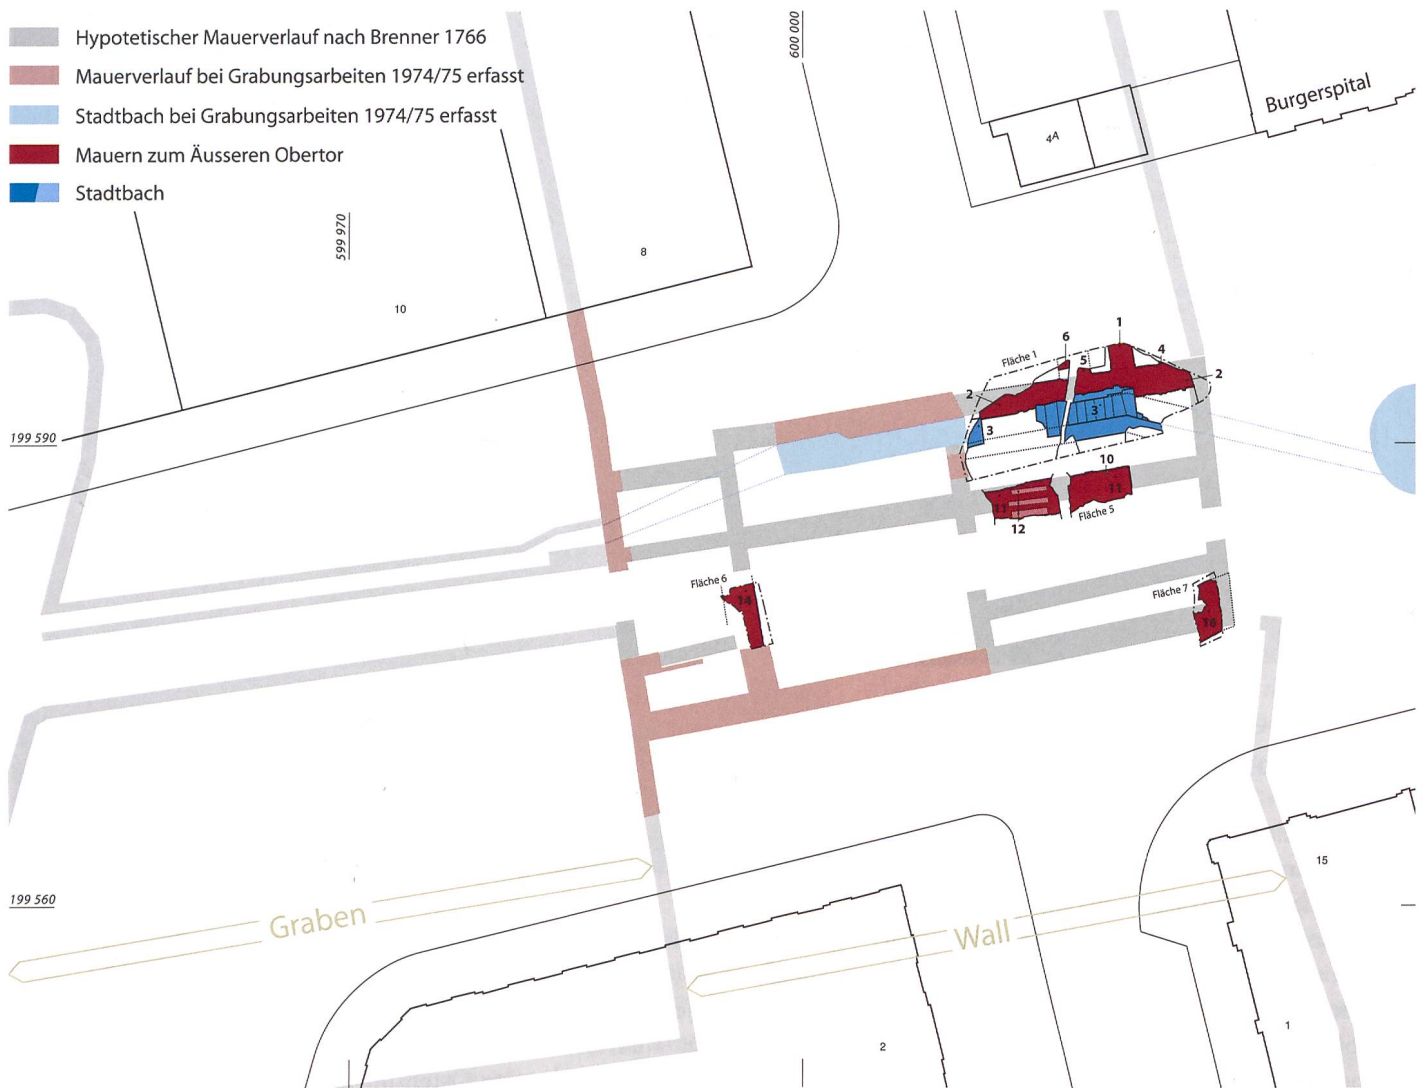 Hypotetischer Mauerverlauf nach Brenner 1766
Mauerverlauf bei Grabungsarbeiten 1974/75 erfasst
Stadtbach bei Grabungsarbeiten 1974/75 erfasst
Mauern zum Äusseren Obertor
Stadtbach
600 000
Burgerspital
4A
599 970
8
10
1
6
Fläche 1
5
4
2
2
3
3
199 590
10
11
11
12
Fläche 5
Fläche 6
14
Fläche 7
16
15
199 560
Graben
Wall
1
2